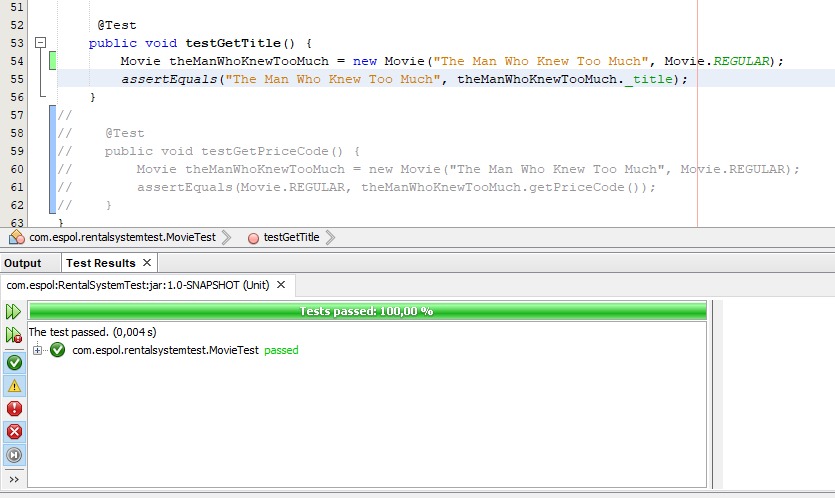 51
52 @Test
53 public void testGetTitle() {
54 Movie theManWhoKnewTooMuch = new Movie("The Man Who Knew Too Much", Movie.REGULAR);
55 assertEquals("The Man Who Knew Too Much", theManWhoKnewTooMuch._title);
56 }
57 //
58 // @Test
59 // public void testGetPriceCode() {
60 // Movie theManWhoKnewTooMuch = new Movie("The Man Who Knew Too Much", Movie.REGULAR);
61 // assertEquals(Movie.REGULAR, theManWhoKnewTooMuch.getPriceCode());
62 // }
63 }
com.espol.rentalsystemtest.MovieTest testGetTitle
Output Test Results
com.espol:RentalSystemTest:jar:1.0-SNAPSHOT (Unit)
Tests passed: 100,00 %
The test passed. (0,004 s)
com.espol.rentalsystemtest.MovieTest passed